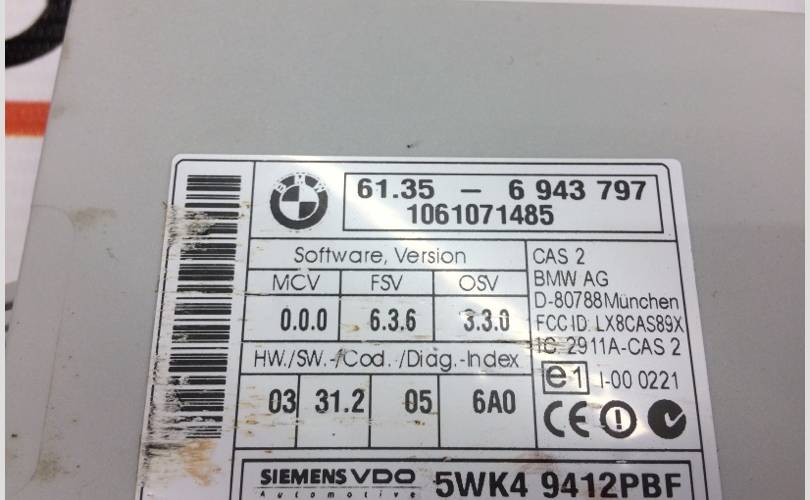 BMW
61.35 – 6 943 797
1061071485
Software, Version
MCV FSV OSV
0.0.0 6.3.6 3.3.0
HW./SW.-/Cod./Diag.-Index
03 31.2 05 6A0
CAS 2
BMW AG
D-80788München
FCC ID: LX8CAS89X
IC: 2911A-CAS 2
e1 I-00 0221
CE
SIEMENS VDO
Automotive
5WK4 9412PBF